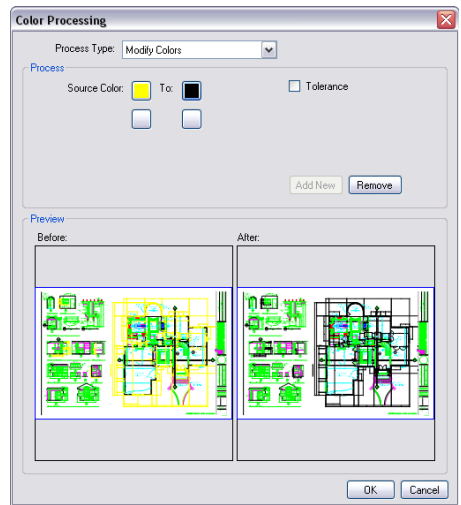 Color Processing
Process Type: Modify Colors
Process
Source Color: To: Tolerance
Add New Remove
Preview
Before: After:
OK Cancel